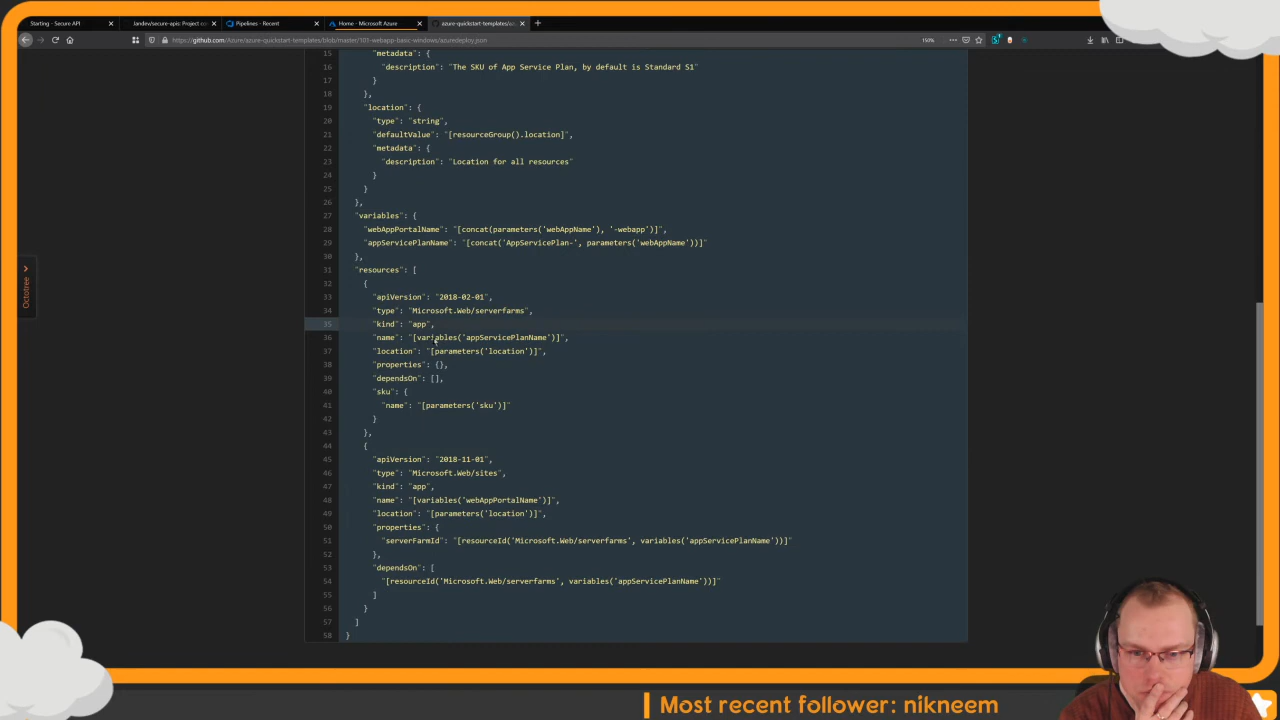 Starting - Secure API
/andev/secure-apis: Project co
Pipelines - Recent
Home - Microsoft Azure
azure-quickstart-templates/az
https://github.com/Azure/azure-quickstart-templates/blob/master/101-webapp-basic-windows/azuredeploy.json
150%
Octotree
15 "metadata": {
16 "description": "The SKU of App Service Plan, by default is Standard S1"
17 }
18 },
19 "location": {
20 "type": "string",
21 "defaultValue": "[resourceGroup().location]",
22 "metadata": {
23 "description": "Location for all resources"
24 }
25 }
26 },
27 "variables": {
28 "webAppPortalName": "[concat(parameters('webAppName'), '-webapp')]",
29 "appServicePlanName": "[concat('AppServicePlan-', parameters('webAppName'))]"
30 },
31 "resources": [
32 {
33 "apiVersion": "2018-02-01",
34 "type": "Microsoft.Web/serverfarms",
35 "kind": "app",
36 "name": "[variables('appServicePlanName')]",
37 "location": "[parameters('location')]",
38 "properties": {},
39 "dependsOn": [],
40 "sku": {
41 "name": "[parameters('sku')]"
42 }
43 },
44 {
45 "apiVersion": "2018-11-01",
46 "type": "Microsoft.Web/sites",
47 "kind": "app",
48 "name": "[variables('webAppPortalName')]",
49 "location": "[parameters('location')]",
50 "properties": {
51 "serverFarmId": "[resourceId('Microsoft.Web/serverfarms', variables('appServicePlanName'))]"
52 },
53 "dependsOn": [
54 "[resourceId('Microsoft.Web/serverfarms', variables('appServicePlanName'))]"
55 ]
56 }
57 ]
58 }
Most recent follower: nikneem